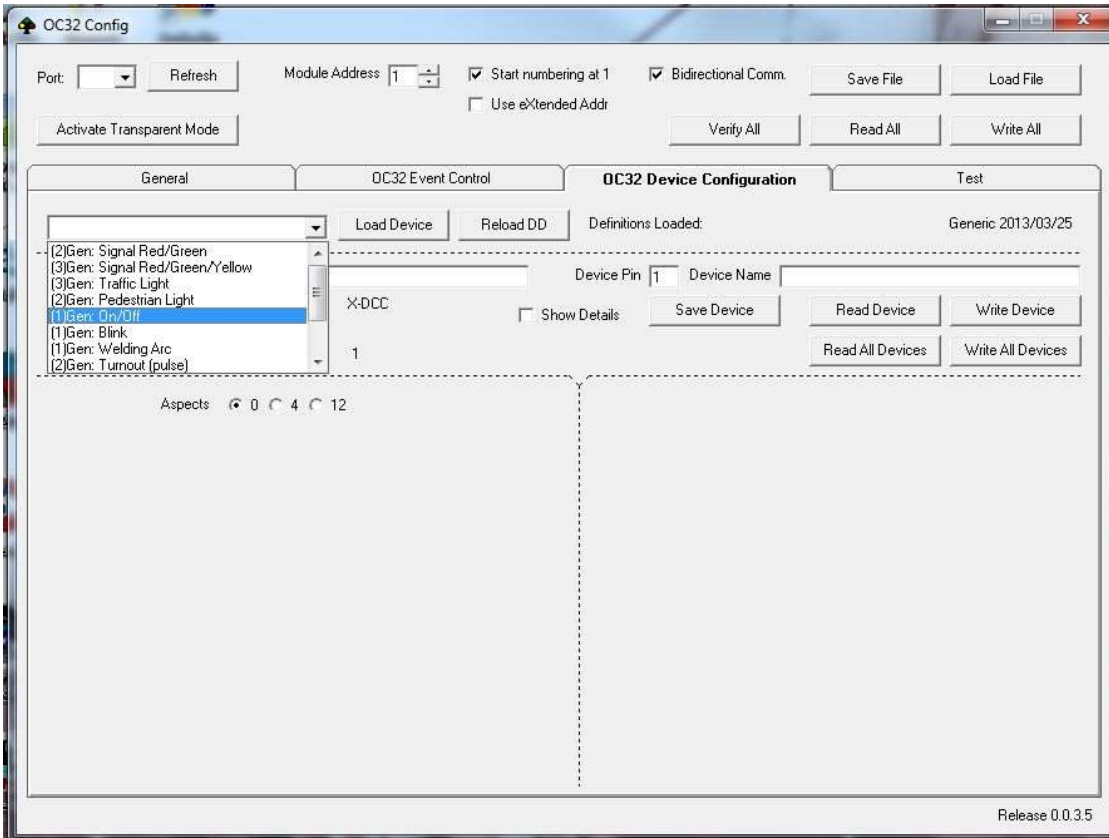 OC32 Config
Port: Refresh Module Address 1 Start numbering at 1 Bidirectional Comm. Save File Load File
Use eXtended Addr
Activate Transparent Mode Verify All Read All Write All
General OC32 Event Control OC32 Device Configuration Test
Load Device Reload DD Definitions Loaded: Generic 2013/03/25
(2)Gen: Signal Red/Green
(3)Gen: Signal Red/Green/Yellow
(3)Gen: Traffic Light
(2)Gen: Pedestrian Light
(1)Gen: On/Off
(1)Gen: Blink
(1)Gen: Welding Arc
(2)Gen: Turnout (pulse)
Device Pin 1 Device Name
X-DCC Show Details Save Device Read Device Write Device
1 Read All Devices Write All Devices
Aspects 0 4 12
Release 0.0.3.5